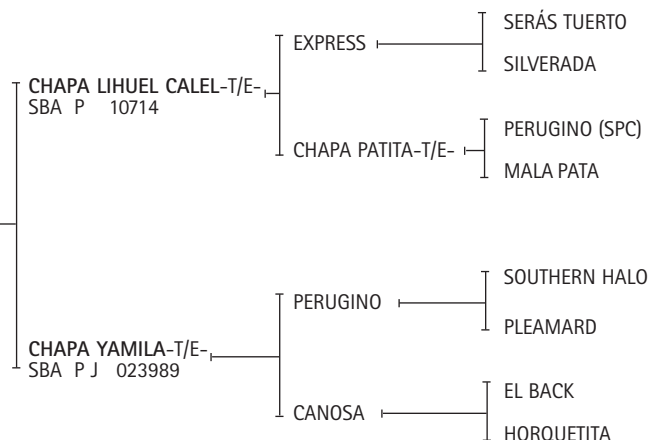 SERÁS TUERTO
EXPRESS
SILVERADA
CHAPA LIHUEL CALEL-T/E-
SBA P 10714
PERUGINO (SPC)
CHAPA PATITA-T/E-
MALA PATA
SOUTHERN HALO
PERUGINO
PLEAMARD
CHAPA YAMILA-T/E-
SBA P J 023989
EL BACK
CANOSA
HORQUETITA